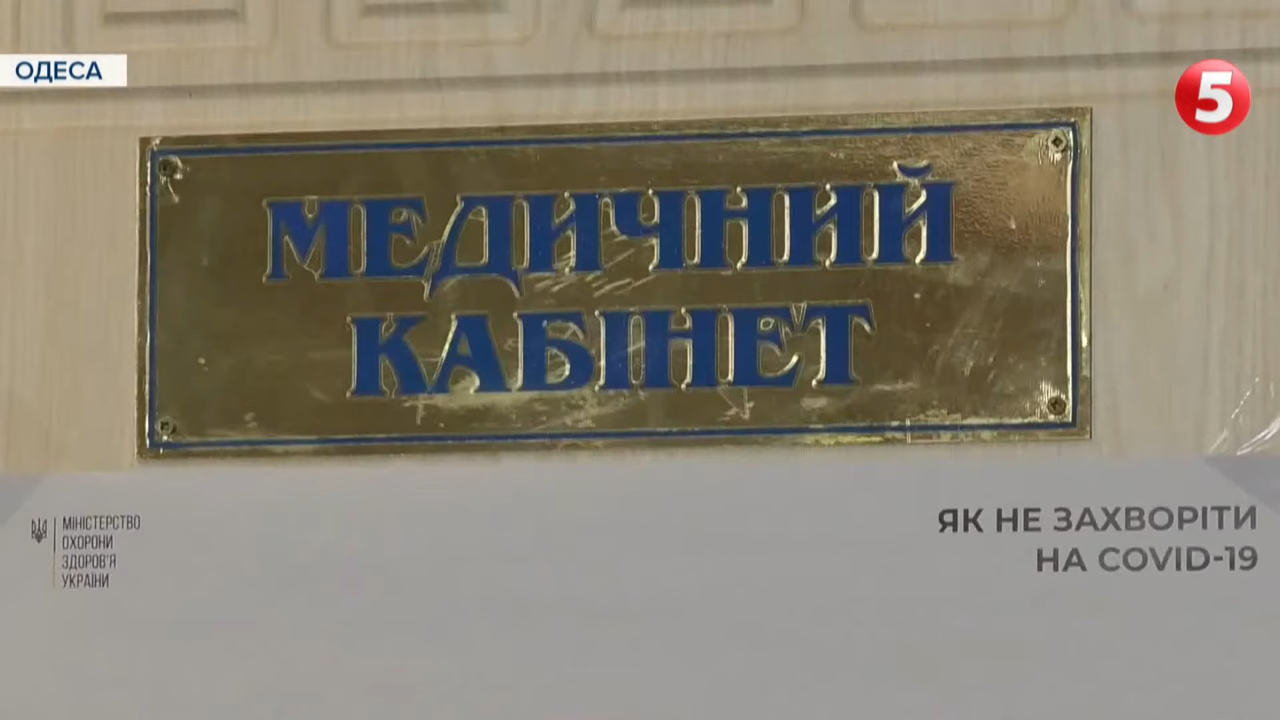 ОДЕСА
5
МЕДИЧНИЙ
КАБІНЕТ
МІНІСТЕРСТВО
ОХОРОНИ
ЗДОРОВ'Я
УКРАЇНИ
ЯК НЕ ЗАХВОРІТИ
НА COVID-19